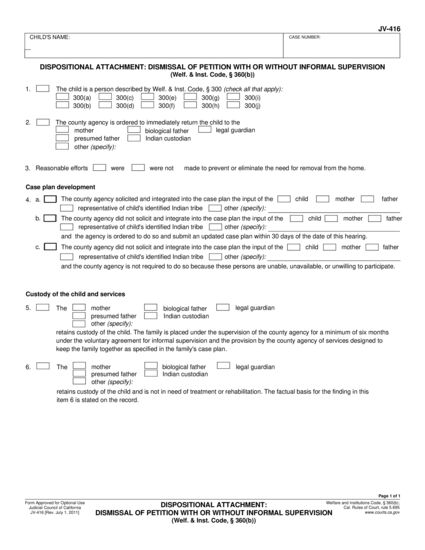 JV-416
CHILD'S NAME:
CASE NUMBER:
DISPOSITIONAL ATTACHMENT: DISMISSAL OF PETITION WITH OR WITHOUT INFORMAL SUPERVISION
(Welf. & Inst. Code, § 360(b))
1. The child is a person described by Welf. & Inst. Code, § 300 (check all that apply):
300(a) 300(c) 300(e) 300(g) 300(i)
300(b) 300(d) 300(f) 300(h) 300(j)
2. The county agency is ordered to immediately return the child to the
mother biological father legal guardian
presumed father Indian custodian
other (specify):
3. Reasonable efforts were were not made to prevent or eliminate the need for removal from the home.
Case plan development
4. a. The county agency solicited and integrated into the case plan the input of the child mother father
representative of child's identified Indian tribe other (specify):
b. The county agency did not solicit and integrate into the case plan the input of the child mother father
representative of child's identified Indian tribe other (specify):
and the agency is ordered to do so and submit an updated case plan within 30 days of the date of this hearing.
c. The county agency did not solicit and integrate into the case plan the input of the child mother father
representative of child's identified Indian tribe other (specify):
and the county agency is not required to do so because these persons are unable, unavailable, or unwilling to participate.
Custody of the child and services
5. The mother biological father legal guardian
presumed father Indian custodian
other (specify):
retains custody of the child. The family is placed under the supervision of the county agency for a minimum of six months
under the voluntary agreement for informal supervision and the provision by the county agency of services designed to
keep the family together as specified in the family's case plan.
6. The mother biological father legal guardian
presumed father Indian custodian
other (specify):
retains custody of the child and is not in need of treatment or rehabilitation. The factual basis for the finding in this
item 6 is stated on the record.
Page 1 of 1
Form Approved for Optional Use
Judicial Council of California
JV-416 [Rev. July 1, 2011]
DISPOSITIONAL ATTACHMENT:
DISMISSAL OF PETITION WITH OR WITHOUT INFORMAL SUPERVISION
(Welf. & Inst. Code, § 360(b))
Welfare and Institutions Code, § 360(b);
Cal. Rules of Court, rule 5.695
www.courts.ca.gov